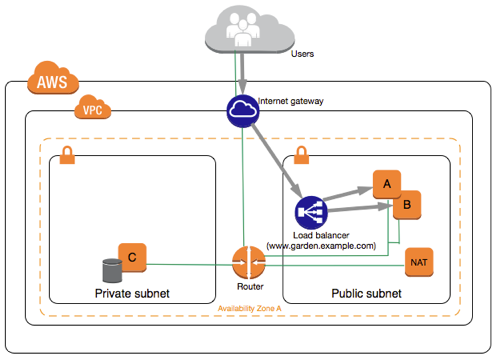 Users
AWS
Internet gateway
VPC
A
B
Load balancer
(www.garden.example.com)
C
NAT
Router
Private subnet
Public subnet
Availability Zone A